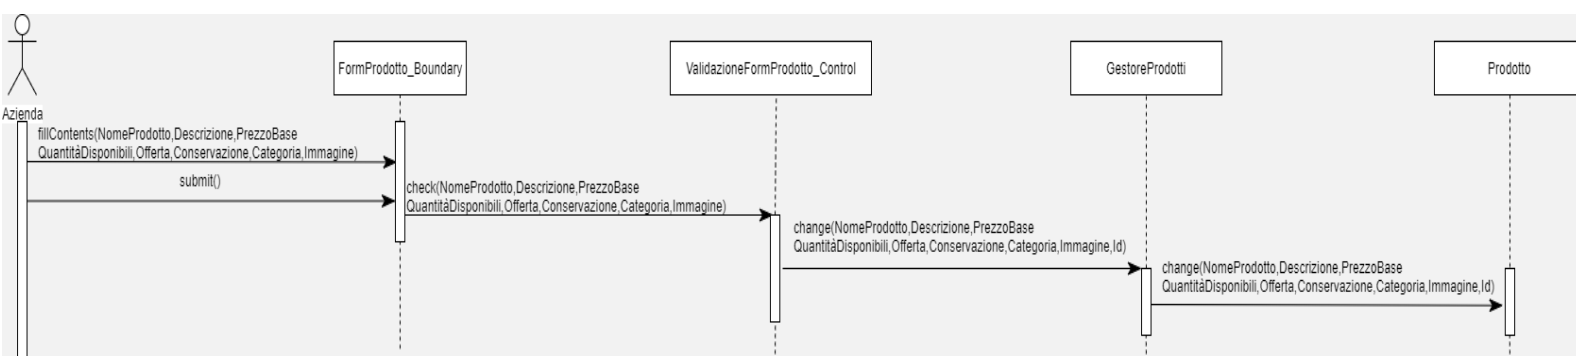 FormProdotto_Boundary
ValidazioneFormProdotto_Control
GestoreProdotti
Prodotto
Azienda
fillContents(NomeProdotto,Descrizione,PrezzoBase
QuantitàDisponibili,Offerta,Conservazione,Categoria,Immagine)
submit()
check(NomeProdotto,Descrizione,PrezzoBase
QuantitàDisponibili,Offerta,Conservazione,Categoria,Immagine)
change(NomeProdotto,Descrizione,PrezzoBase
QuantitàDisponibili,Offerta,Conservazione,Categoria,Immagine,Id)
change(NomeProdotto,Descrizione,PrezzoBase
QuantitàDisponibili,Offerta,Conservazione,Categoria,Immagine,Id)